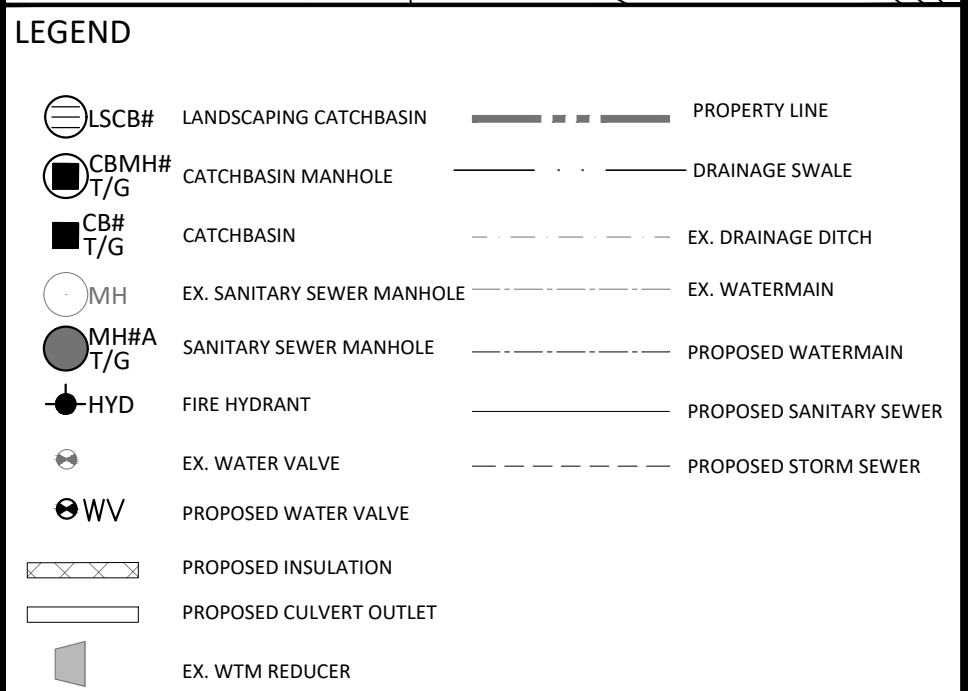 LEGEND
LSCB# LANDSCAPING CATCHBASIN
CBMH#
T/G
CATCHBASIN MANHOLE
CB#
T/G
CATCHBASIN
MH EX. SANITARY SEWER MANHOLE
MH#A
T/G
SANITARY SEWER MANHOLE
HYD FIRE HYDRANT
EX. WATER VALVE
WV PROPOSED WATER VALVE
PROPOSED INSULATION
PROPOSED CULVERT OUTLET
EX. WTM REDUCER
PROPERTY LINE
DRAINAGE SWALE
EX. DRAINAGE DITCH
EX. WATERMAIN
PROPOSED WATERMAIN
PROPOSED SANITARY SEWER
PROPOSED STORM SEWER